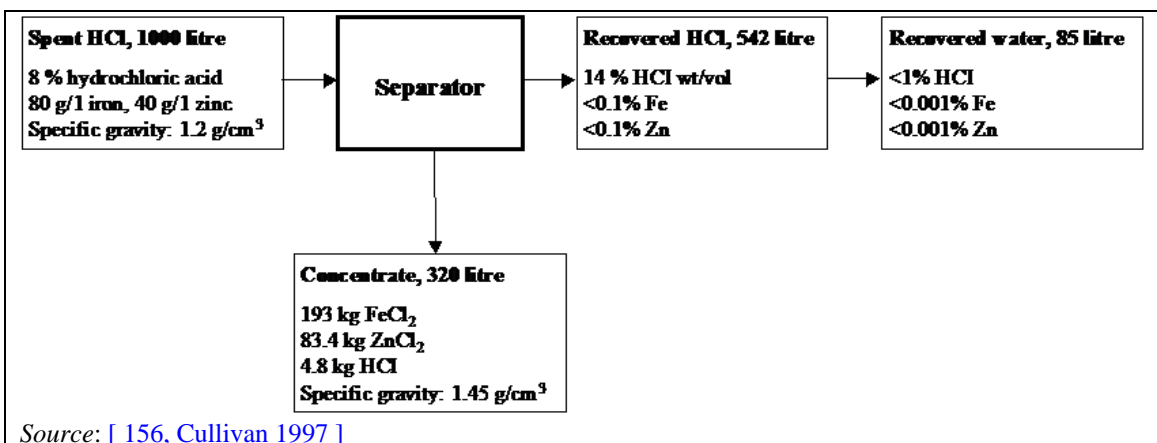 Spent HCl, 1000 litre
8 % hydrochloric acid
80 g/1 iron, 40 g/1 zinc
Specific gravity: 1.2 g/cm³
Separator
Recovered HCl, 542 litre
14 % HCl wt/vol
<0.1% Fe
<0.1% Zn
Recovered water, 85 litre
<1% HCl
<0.001% Fe
<0.001% Zn
Concentrate, 320 litre
193 kg FeCl₂
83.4 kg ZnCl₂
4.8 kg HCl
Specific gravity: 1.45 g/cm³
Source: [ 156, Cullivan 1997 ]